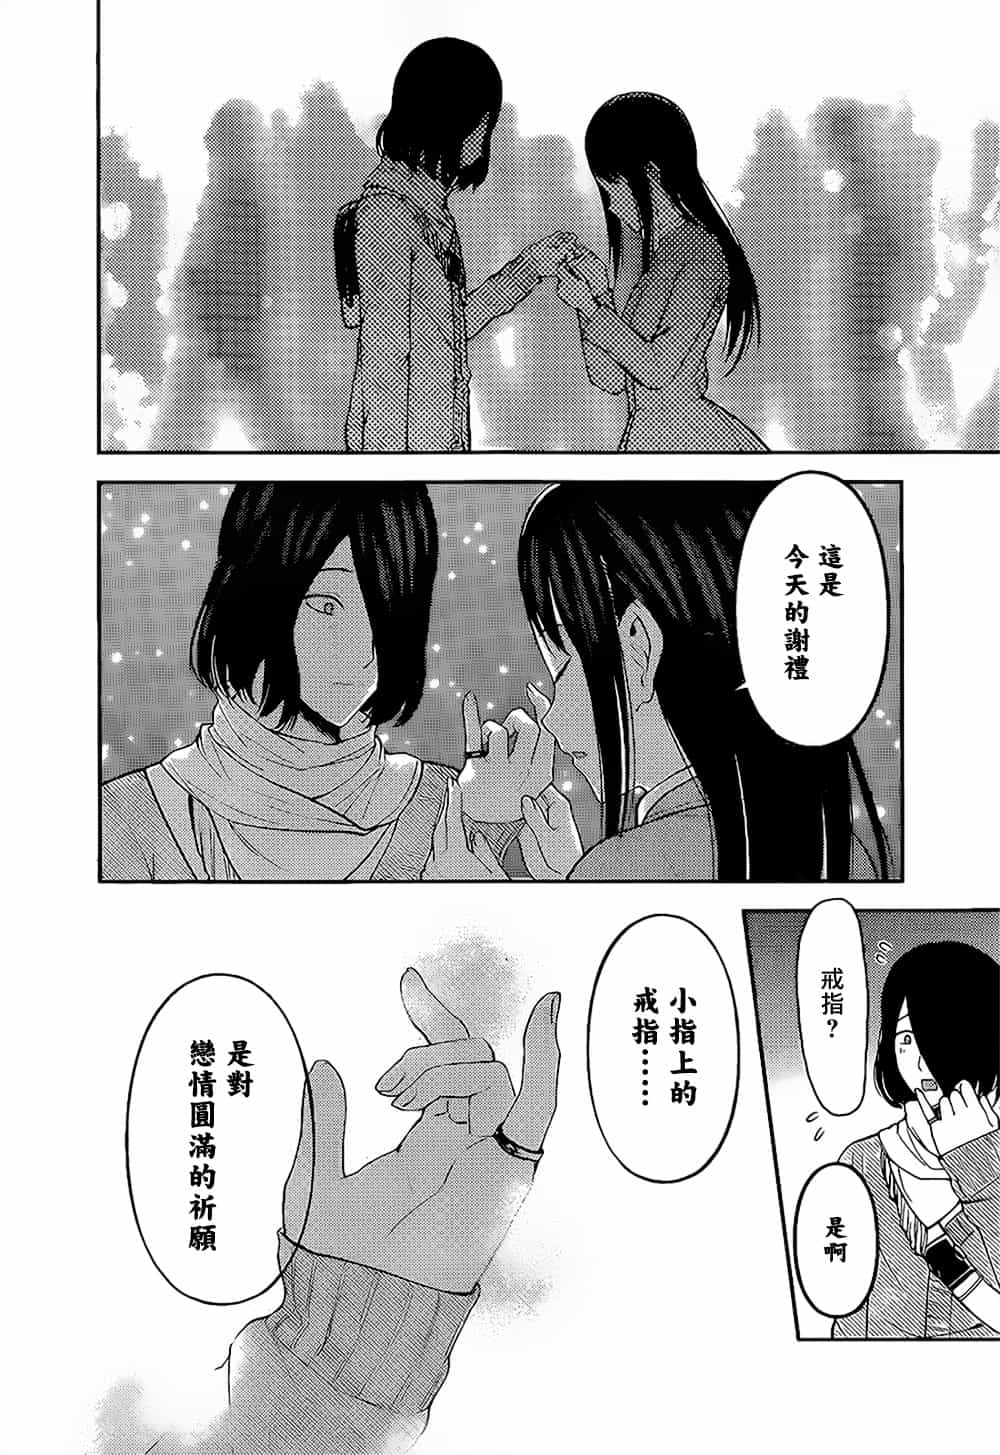 這是
今天的謝禮
戒指?
是啊
小指上的
戒指……
是對
戀情圓滿的祈願